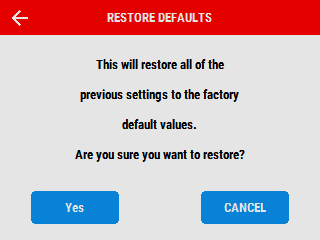 RESTORE DEFAULTS
This will restore all of the
previous settings to the factory
default values.
Are you sure you want to restore?
Yes
CANCEL